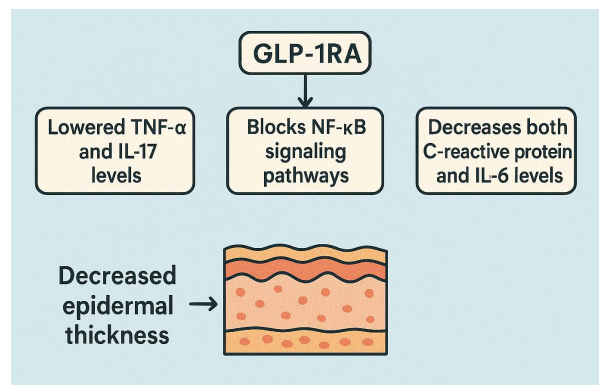 GLP-1RA
Lowered TNF-α
and IL-17
levels
Blocks NF-κB
signaling
pathways
Decreases both
C-reactive protein
and IL-6 levels
Decreased
epidermal
thickness